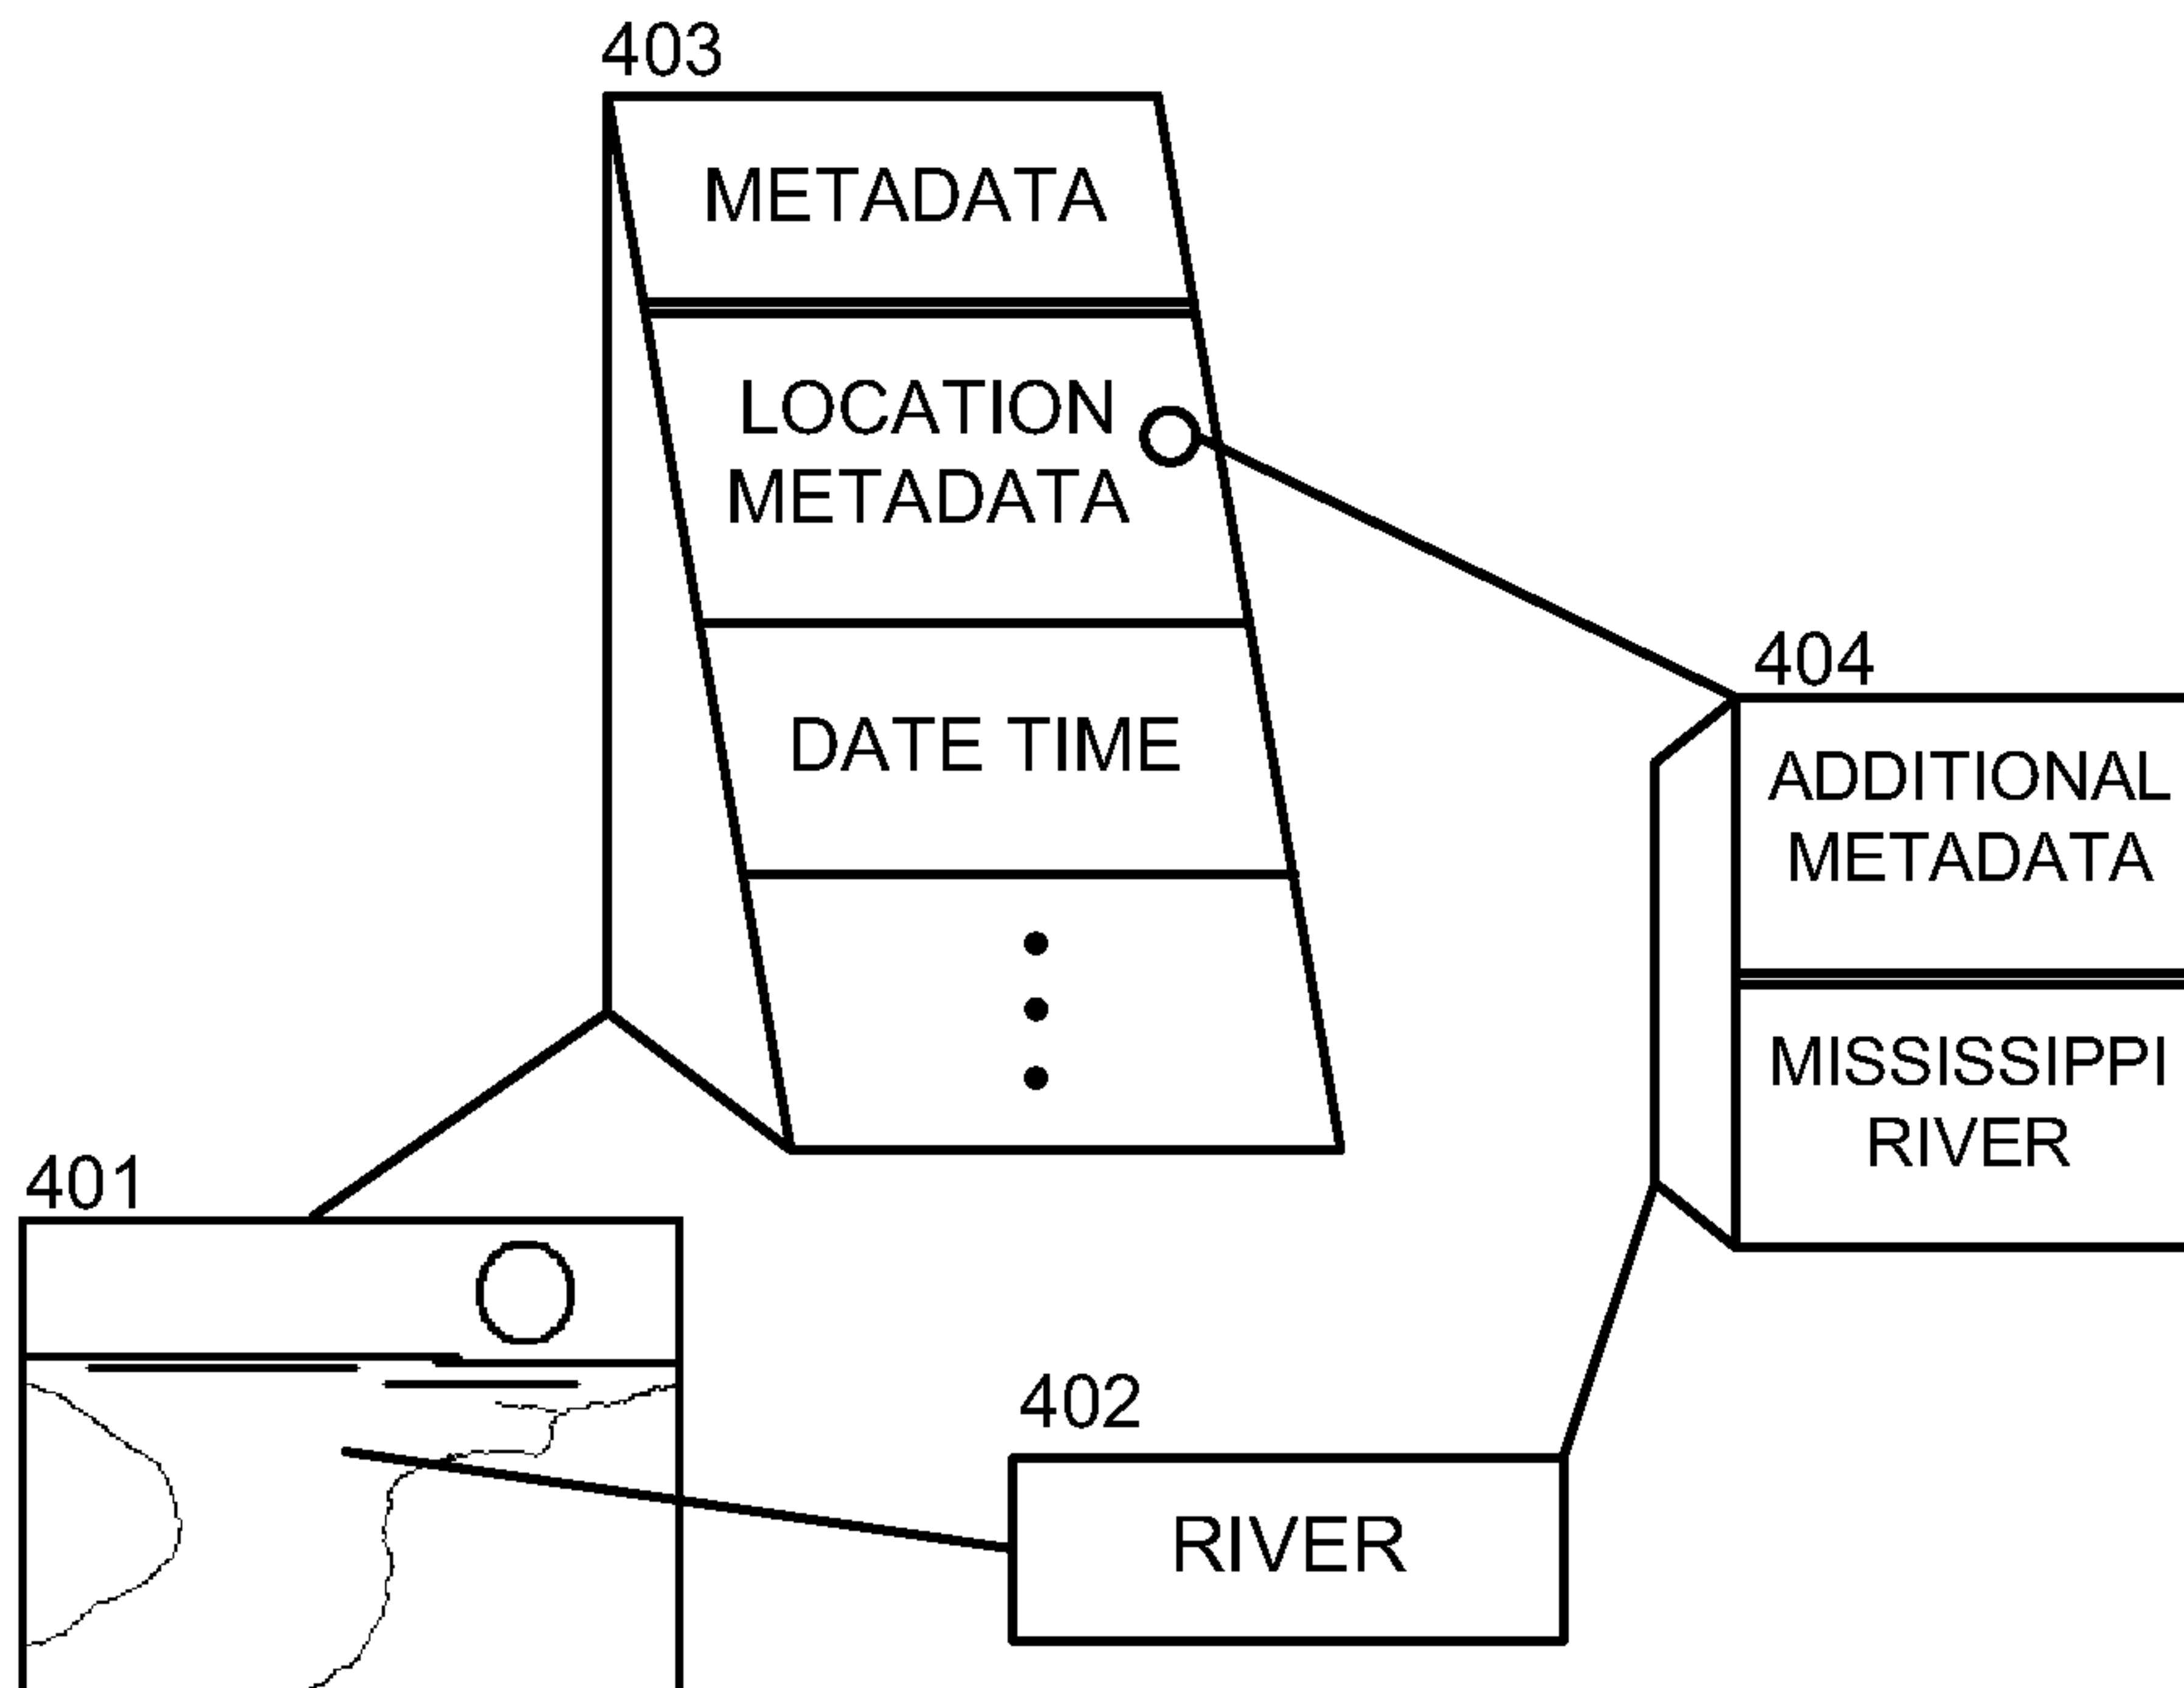 403
METADATA
LOCATION
METADATA
DATE TIME
404
ADDITIONAL
METADATA
MISSISSIPPI
RIVER
401
402
RIVER